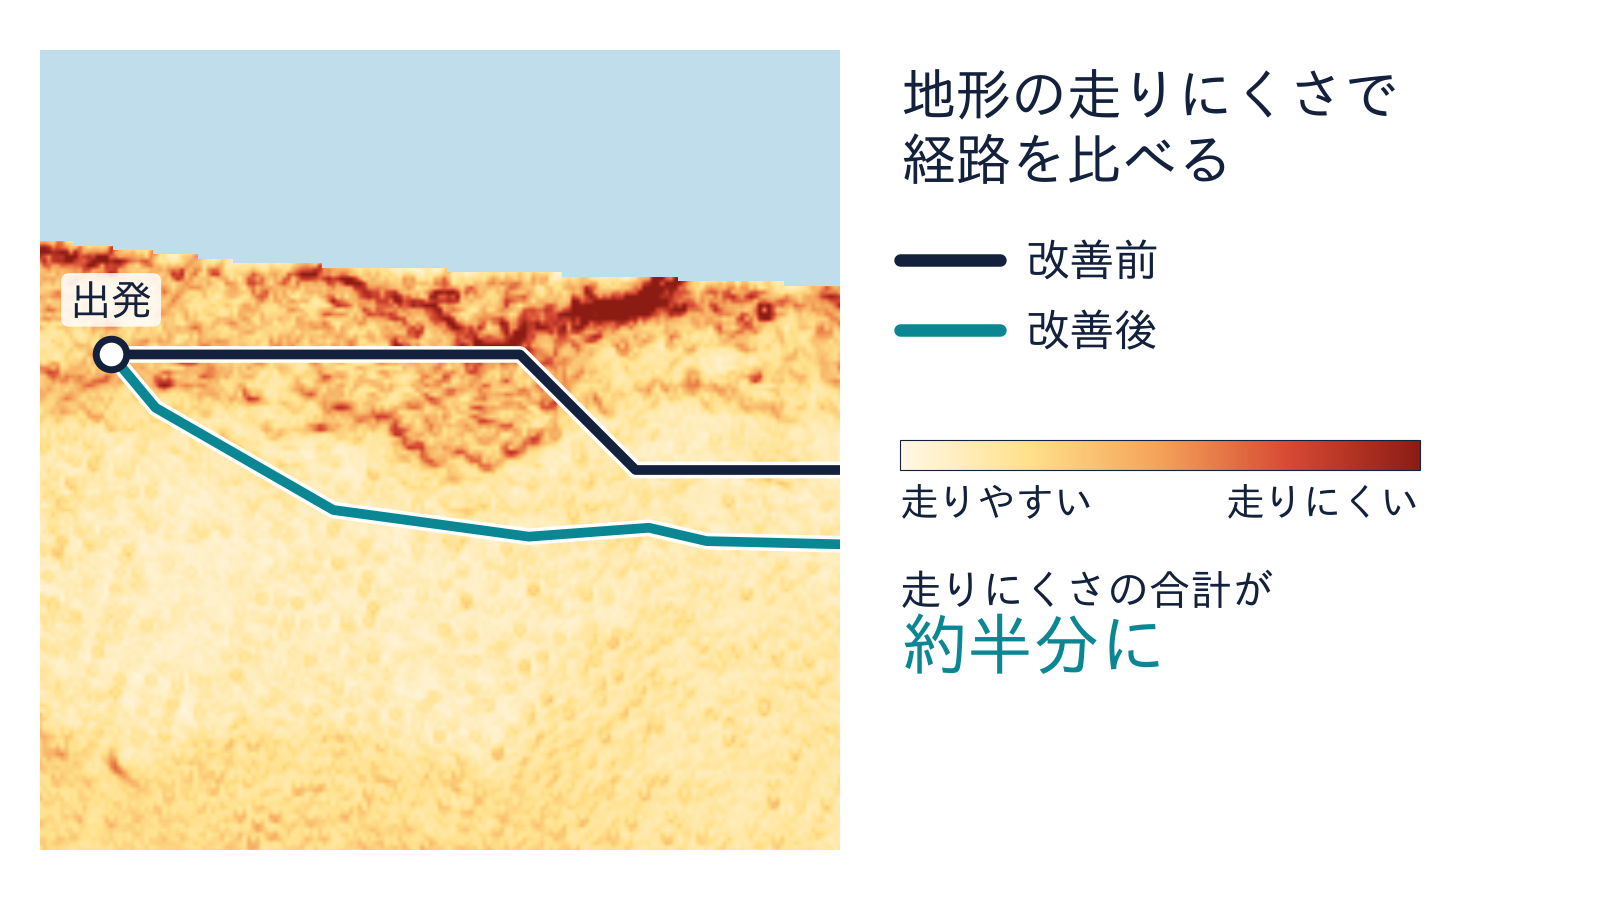 地形の走りにくさで
経路を比べる
改善前
改善後
出発
走りやすい
走りにくい
走りにくさの合計が
約半分に